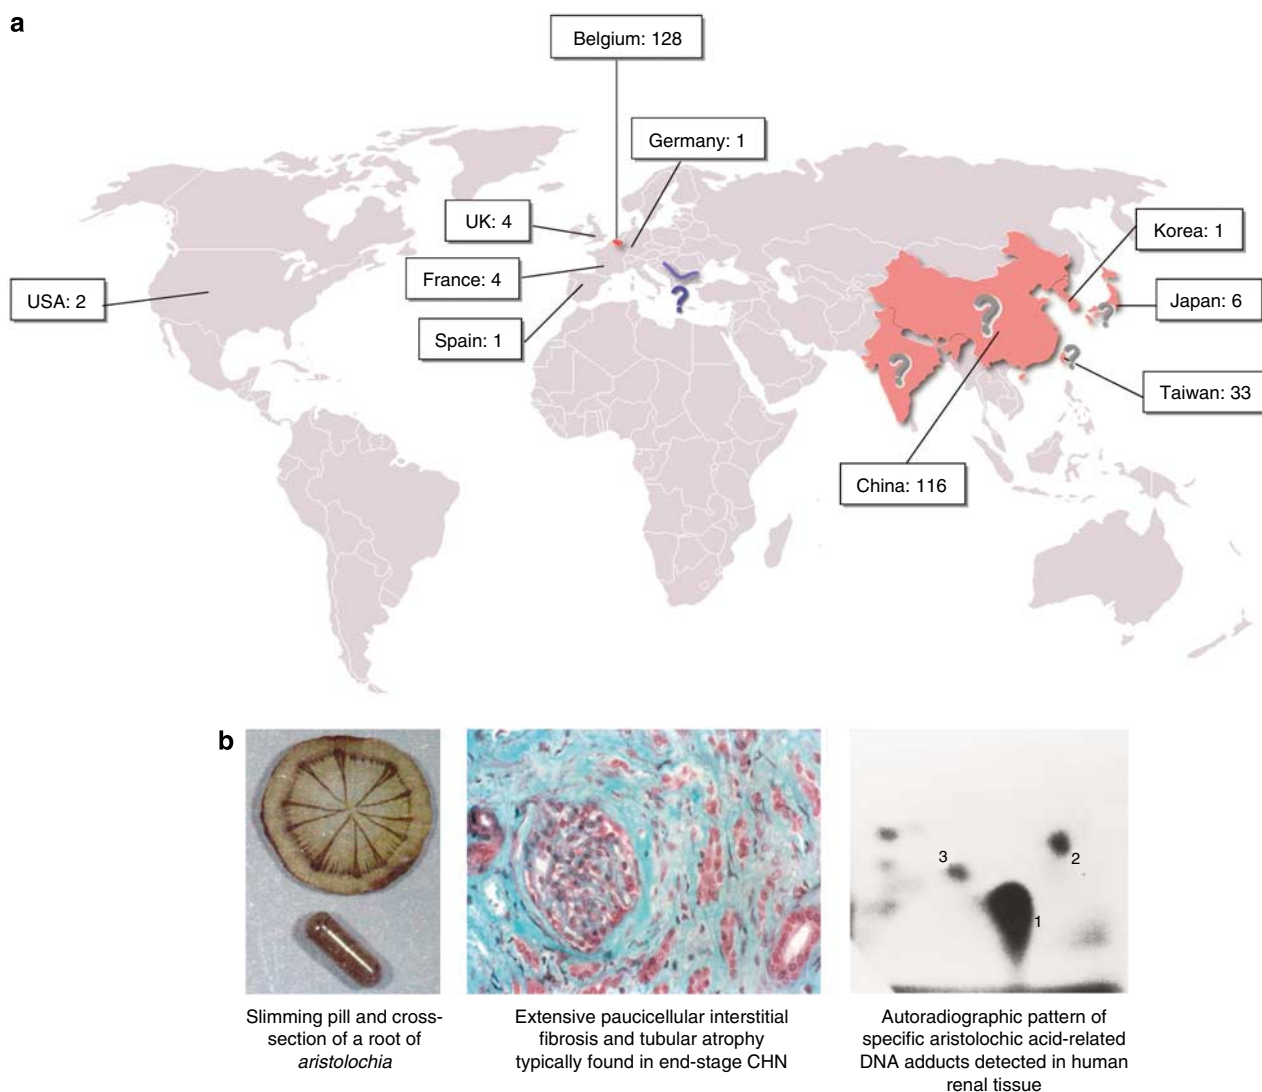 a
Belgium: 128
Germany: 1
UK: 4
Korea: 1
France: 4
USA: 2
Japan: 6
Spain: 1
?
?
?
?
?
Taiwan: 33
China: 116
b
3
2
1
Slimming pill and cross-
section of a root of
aristolochia
Extensive paucicellular interstitial
fibrosis and tubular atrophy
typically found in end-stage CHN
Autoradiographic pattern of
specific aristolochic acid-related
DNA adducts detected in human
renal tissue